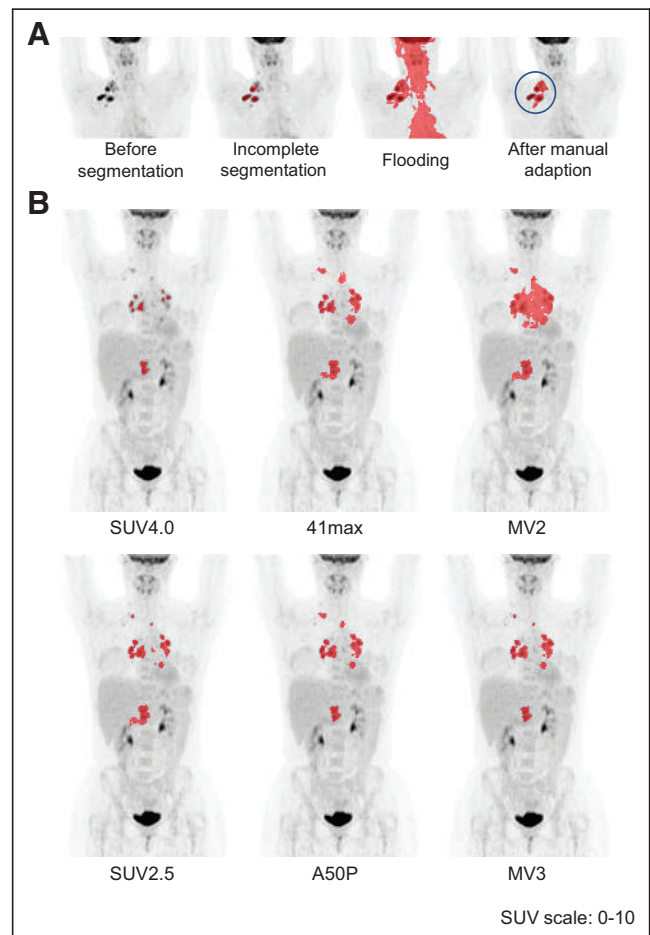 A
Before
segmentation
Incomplete
segmentation
Flooding
After manual
adaption
B
SUV4.0
41max
MV2
SUV2.5
A50P
MV3
SUV scale: 0-10